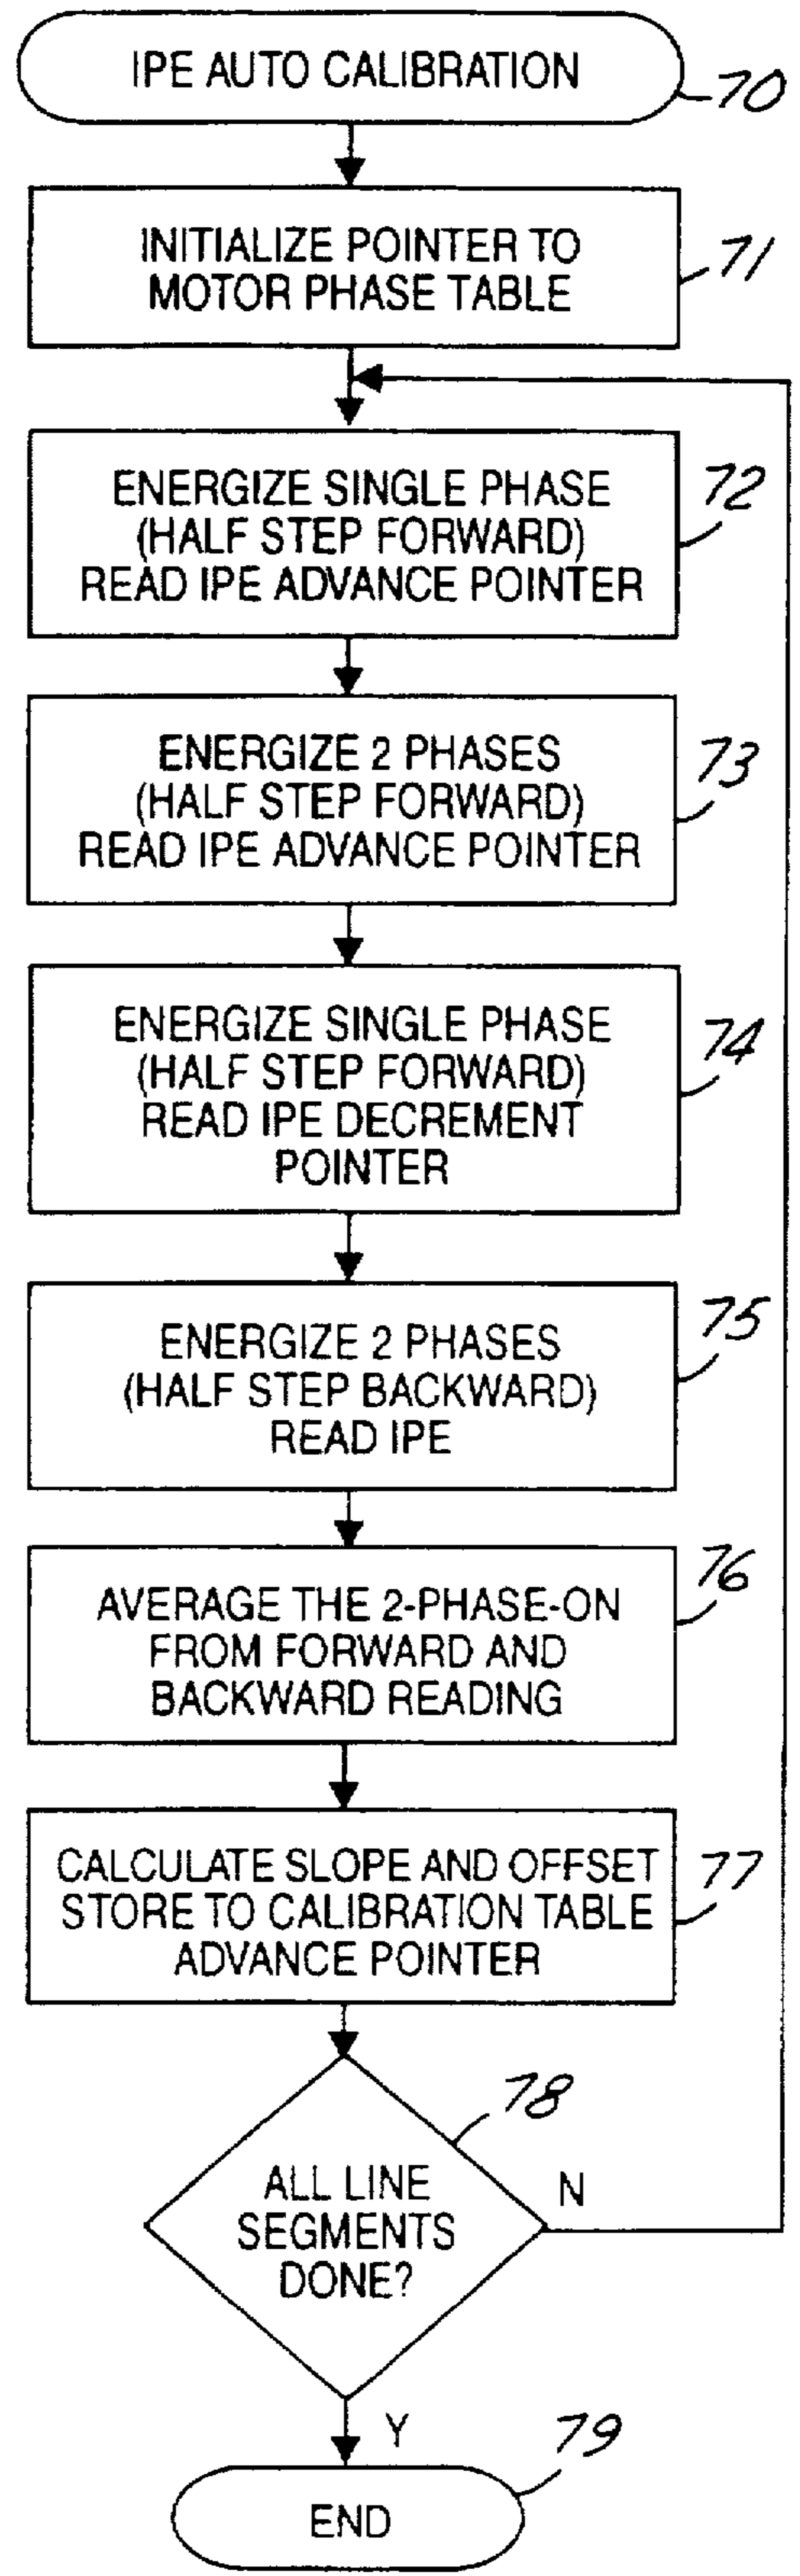 IPE AUTO CALIBRATION
70
INITIALIZE POINTER TO
MOTOR PHASE TABLE
71
ENERGIZE SINGLE PHASE
(HALF STEP FORWARD)
READ IPE ADVANCE POINTER
72
ENERGIZE 2 PHASES
(HALF STEP FORWARD)
READ IPE ADVANCE POINTER
73
ENERGIZE SINGLE PHASE
(HALF STEP FORWARD)
READ IPE DECREMENT
POINTER
74
ENERGIZE 2 PHASES
(HALF STEP BACKWARD)
READ IPE
75
AVERAGE THE 2-PHASE-ON
FROM FORWARD AND
BACKWARD READING
76
CALCULATE SLOPE AND OFFSET
STORE TO CALIBRATION TABLE
ADVANCE POINTER
77
78
ALL LINE
SEGMENTS
DONE?
N
Y
79
END